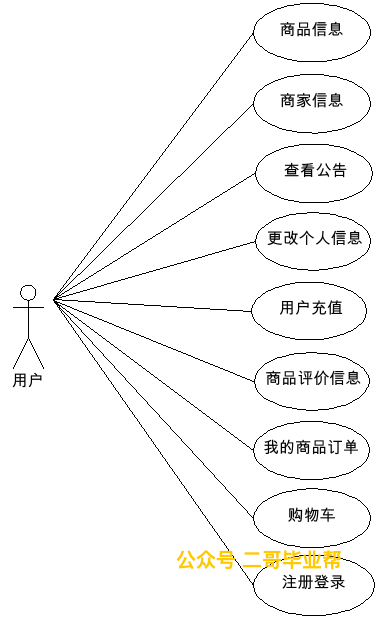 商品信息
商家信息
查看公告
更改个人信息
用户充值
用户
商品评价信息
我的商品订单
购物车
公众号 二哥毕业帮
注册登录